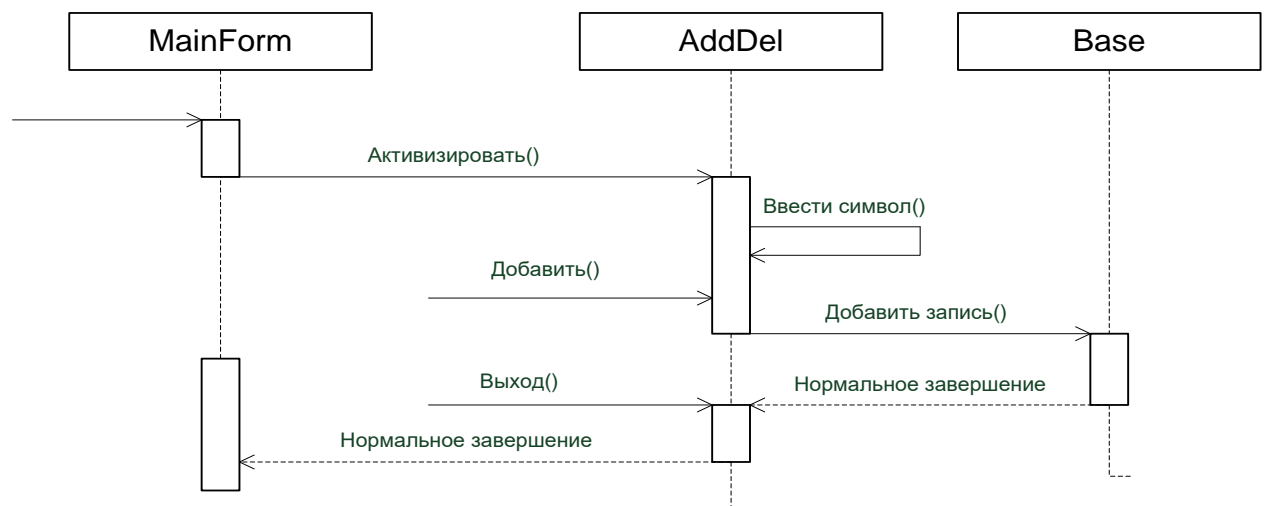 MainForm
AddDel
Base
Активизировать()
Ввести символ()
Добавить()
Добавить запись()
Выход()
Нормальное завершение
Нормальное завершение